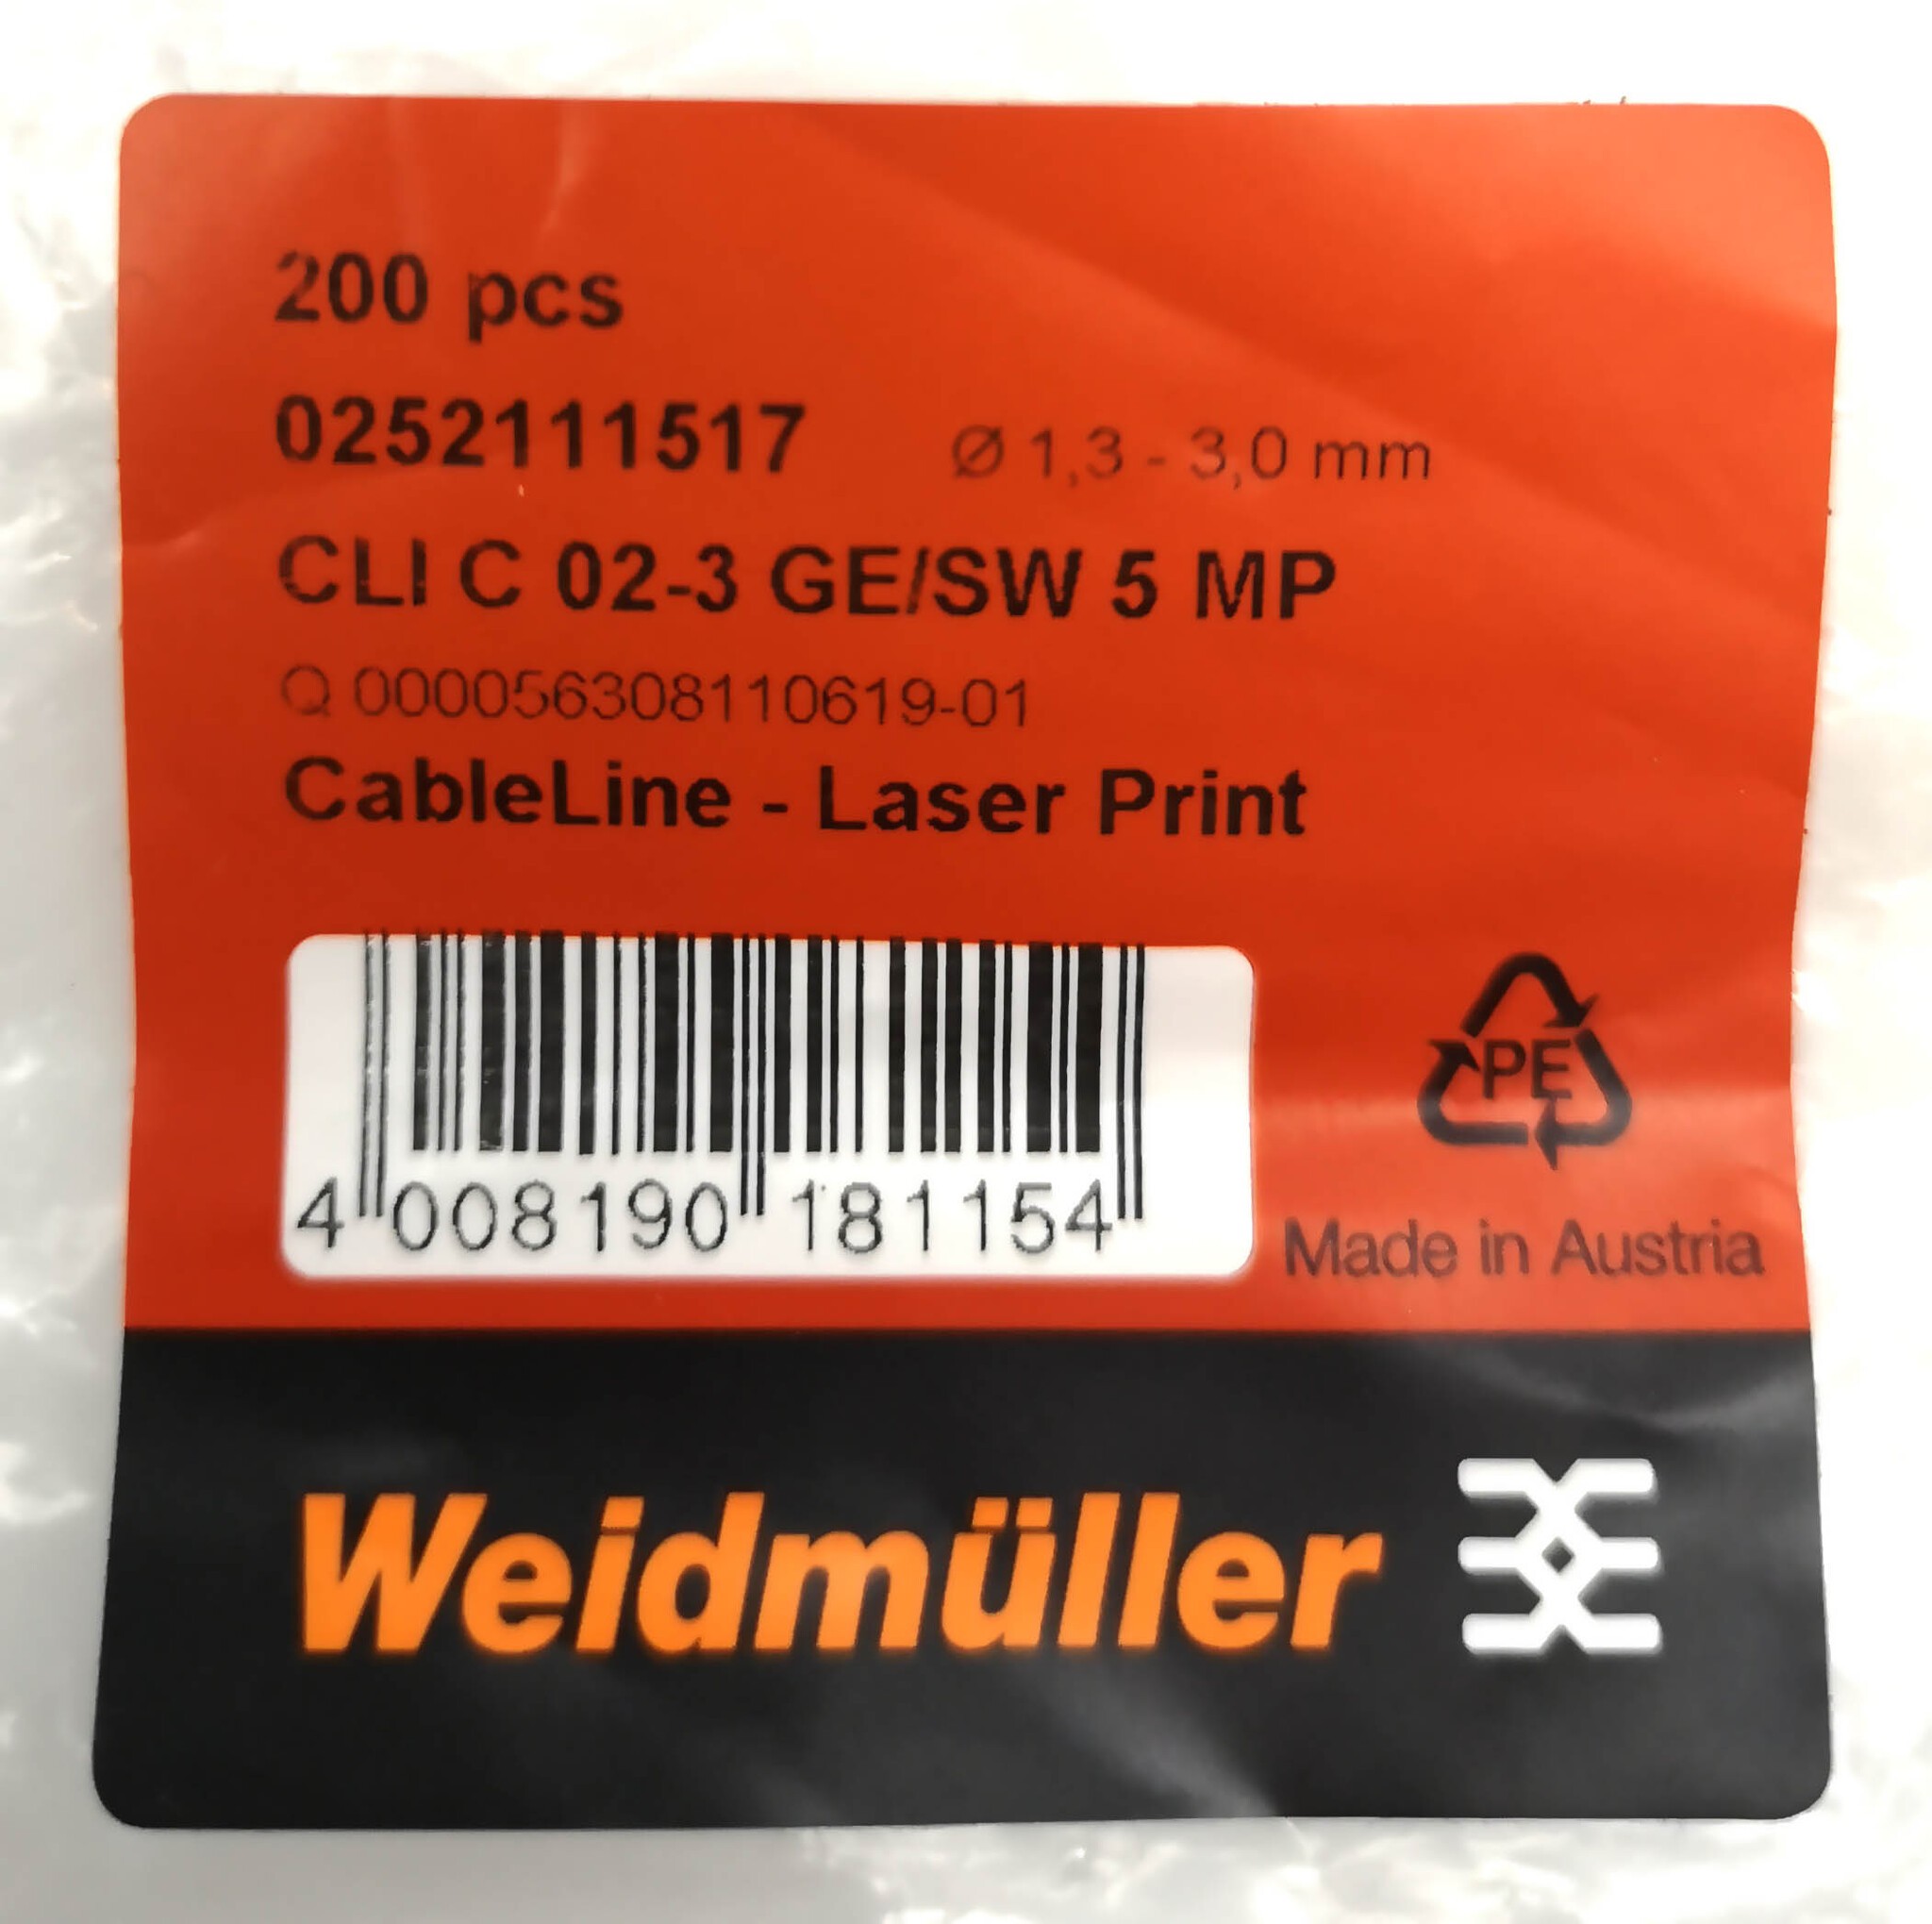 200 pcs
0252111517 Ø 1,3 - 3,0 mm
CLI C 02-3 GE/SW 5 MP
Q 0000563081110619-01
CableLine - Laser Print
4 008190 181154
PE
Made in Austria
Weidmüller